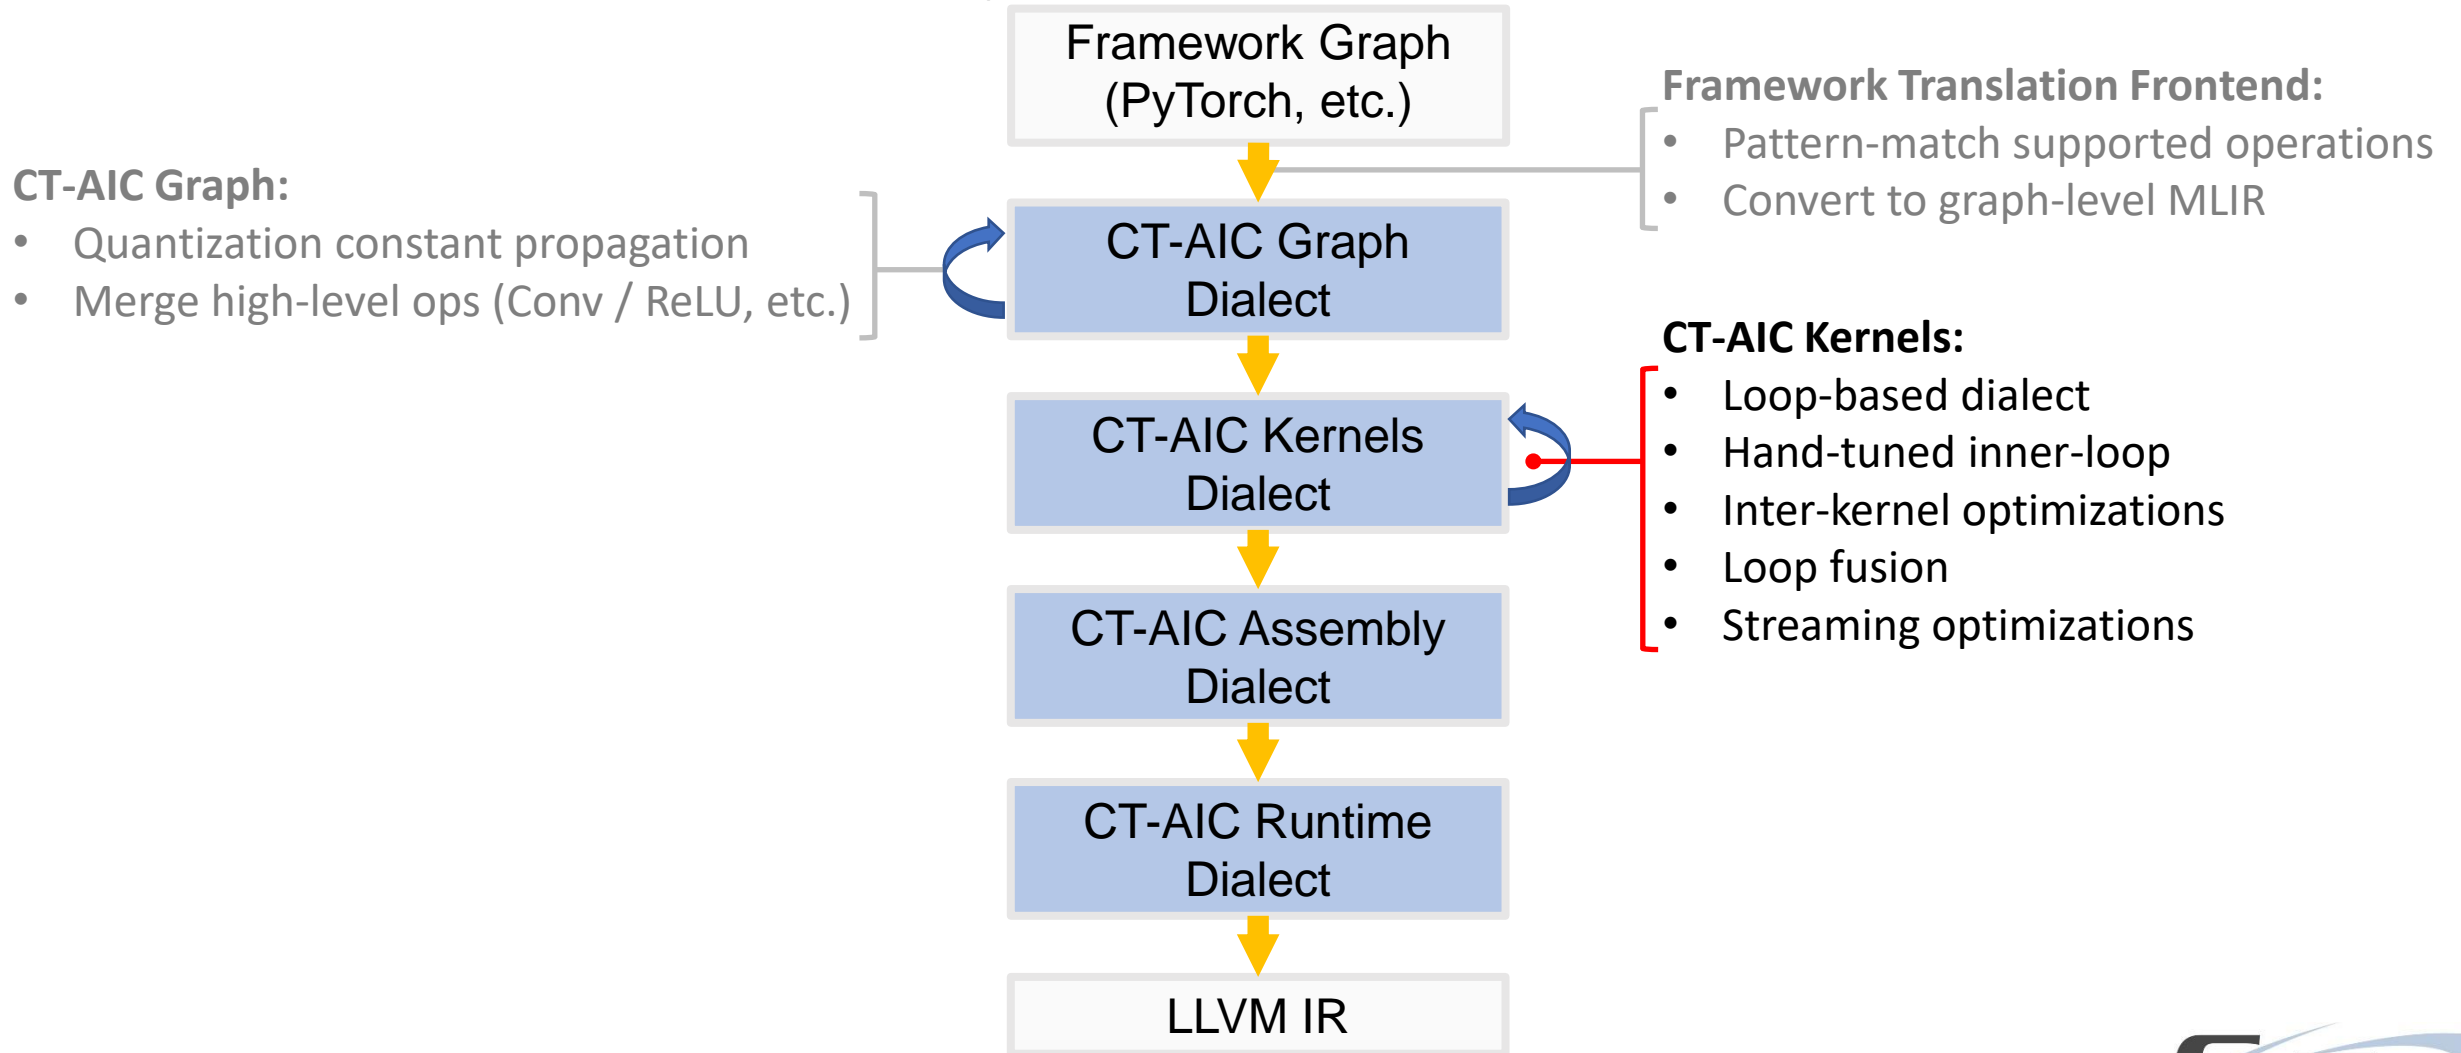 Framework Graph
(PyTorch, etc.)
Framework Translation Frontend:
• Pattern-match supported operations
• Convert to graph-level MLIR
CT-AIC Graph:
• Quantization constant propagation
• Merge high-level ops (Conv / ReLU, etc.)
CT-AIC Graph
Dialect
CT-AIC Kernels:
• Loop-based dialect
• Hand-tuned inner-loop
• Inter-kernel optimizations
• Loop fusion
• Streaming optimizations
CT-AIC Kernels
Dialect
CT-AIC Assembly
Dialect
CT-AIC Runtime
Dialect
LLVM IR